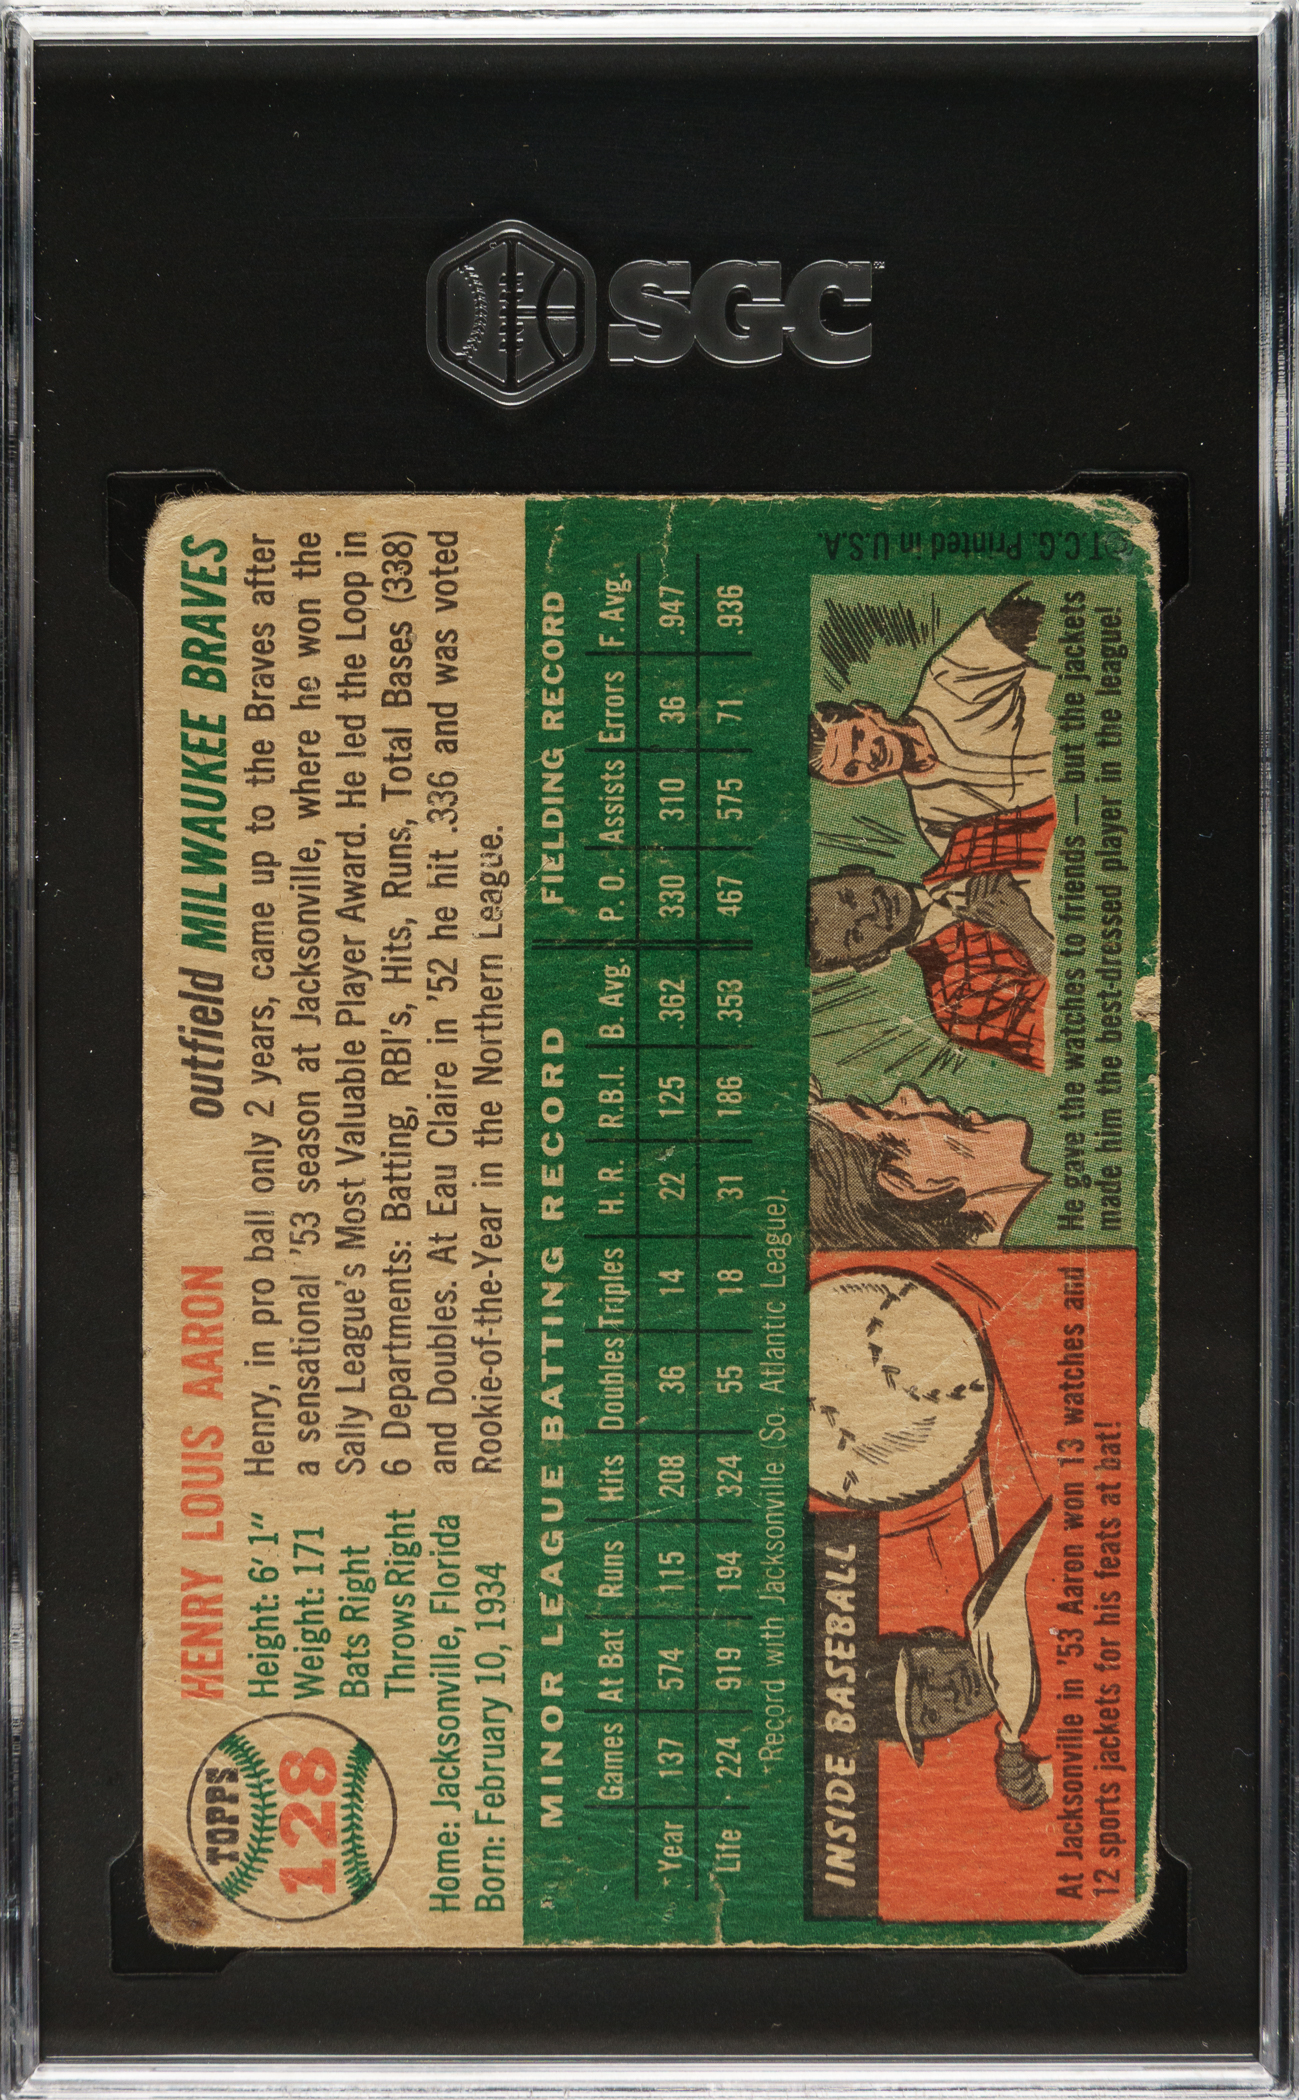 SGC
TOPPS
128
HENRY LOUIS AARON
outfield MILWAUKEE BRAVES
Height: 6' 1"
Weight: 171
Bats Right
Throws Right
Home: Jacksonville, Florida
Born: February 10, 1934
Henry, in pro ball only 2 years, came up to the Braves after
a sensational '53 season at Jacksonville, where he won the
Sally League's Most Valuable Player Award. He led the Loop in
6 Departments: Batting, RBI's, Hits, Runs, Total Bases (338)
and Doubles. At Eau Claire in '52 he hit .336 and was voted
Rookie-of-the-Year in the Northern League.
MINOR LEAGUE BATTING RECORD FIELDING RECORD
Games At Bat Runs Hits Doubles Triples H. R. R.B.I. B. Avg. P. O. Assists Errors F. Avg.
*Year 137 574 115 208 36 14 22 125 .362 330 310 36 .947
Life 224 919 194 324 55 18 31 186 .353 467 575 71 .936
*Record with Jacksonville (So. Atlantic League).
INSIDE BASEBALL
At Jacksonville in '53 Aaron won 13 watches and
12 sports jackets for his feats at bat!
He gave the watches to friends — but the jackets
made him the best-dressed player in the league!
©T.C.G. Printed in U.S.A.